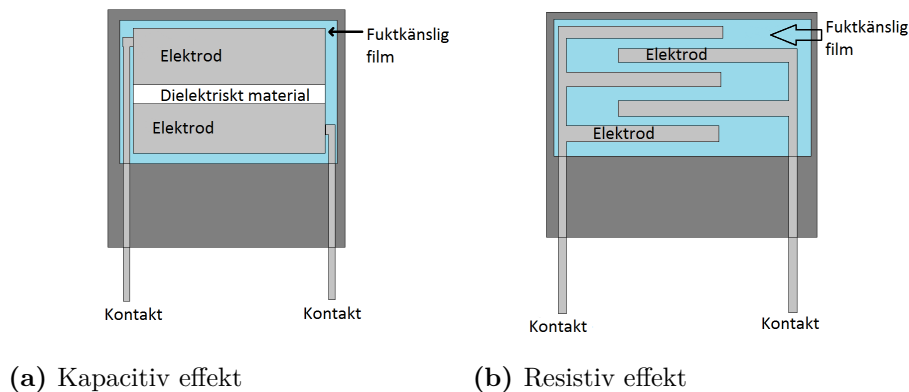 Elektrod
Dielektriskt material
Elektrod
Fuktkänslig
film
Kontakt
Kontakt
Elektrod
Elektrod
Fuktkänslig
film
Kontakt
Kontakt
(a) Kapacitiv effekt
(b) Resistiv effekt